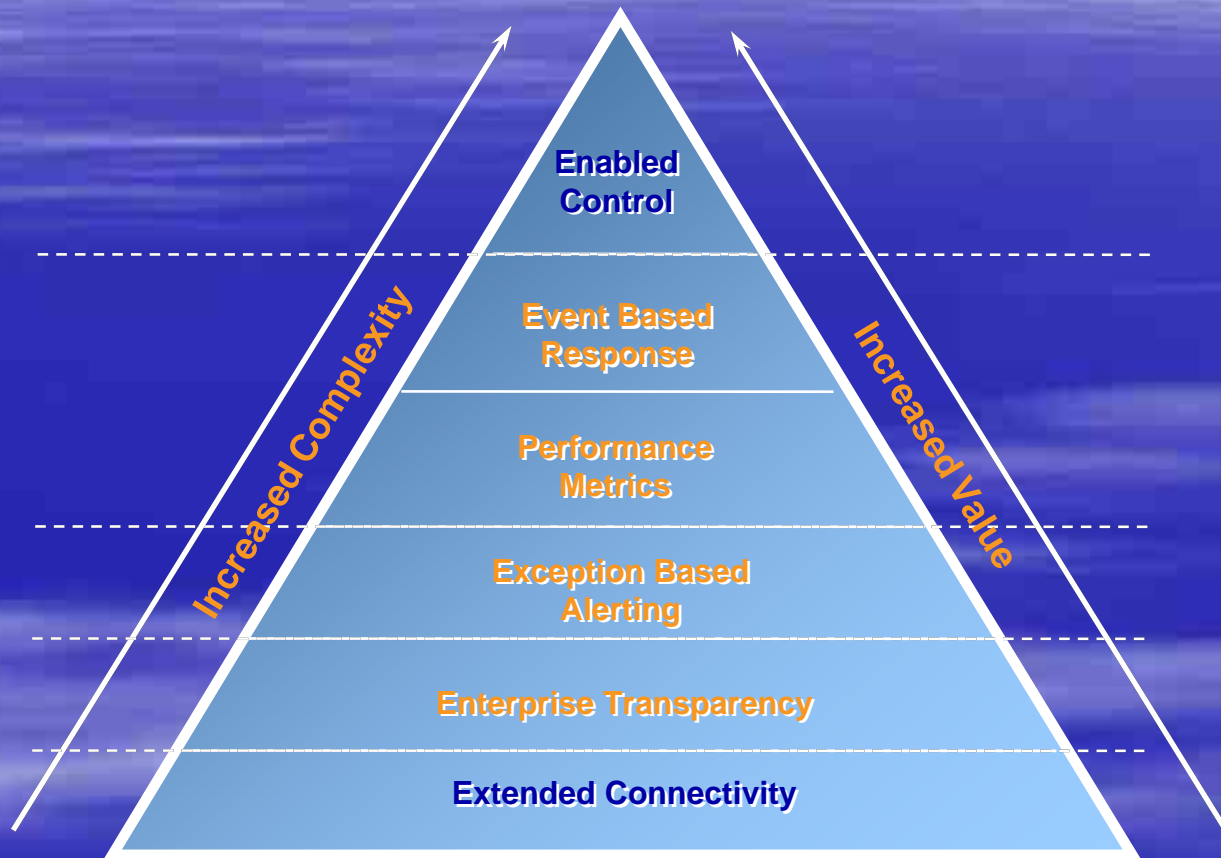 Enabled
Control
Event Based
Response
Increased Complexity
Increased Value
Performance
Metrics
Exception Based
Alerting
Enterprise Transparency
Extended Connectivity